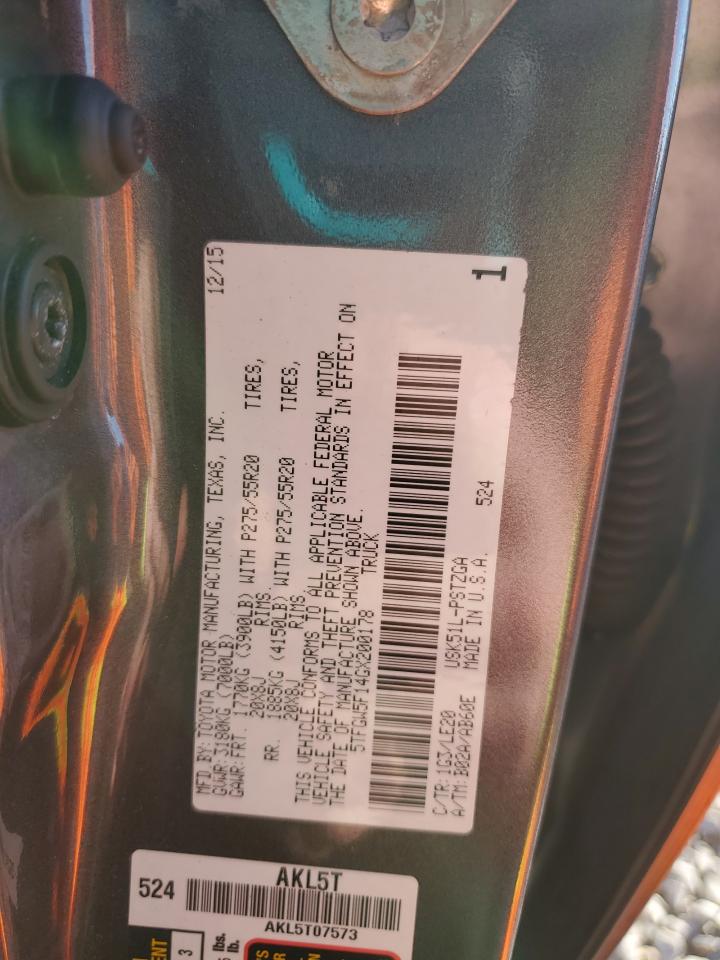 MFD BY: TOYOTA MOTOR MANUFACTURING, TEXAS, INC. 12/15
GVWR: 3180KG (7000LB)
GAWR: FRT. 1770KG (3900LB) WITH P275/55R20 TIRES,
20X8J RIMS.
RR. 1885KG (4150LB) WITH P275/55R20 TIRES,
20X8J RIMS.
THIS VEHICLE CONFORMS TO ALL APPLICABLE FEDERAL MOTOR
VEHICLE SAFETY AND THEFT PREVENTION STANDARDS IN EFFECT ON
THE DATE OF MANUFACTURE SHOWN ABOVE.
5TFGW5F14GX200178 TRUCK
C/TR: 1G3/LE20 USK51L-PSTZGA 524
A/TM: B02A/AB60E MADE IN U.S.A.
1
524 AKL5T
AKL5T07573
3
lbs.
lb.